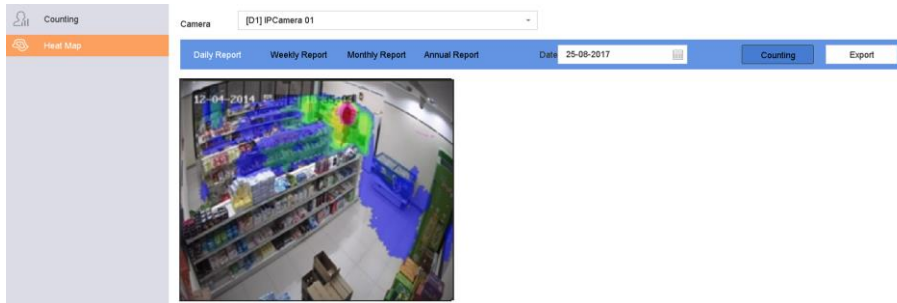 Counting
Heat Map
Camera
[D1] IPCamera 01
Daily Report
Weekly Report
Monthly Report
Annual Report
Date
25-08-2017
Counting
Export
12-04-2014